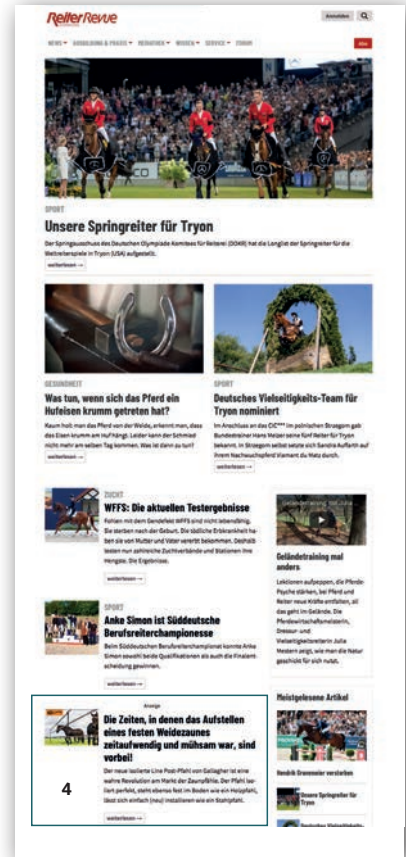 Reiter Revue
Anmelden
NEWS AUSBILDUNG & PRAXIS MEDIATHEK WISSEN SERVICE FORUM
Abo
SPORT
Unsere Springreiter für Tryon
Der Springausschuss des Deutschen Olympiade Komitees für Reiterei (DOKR) hat die Longlist der Springreiter für die
Weltreiterspiele in Tryon (USA) aufgestellt.
weiterlesen →
GESUNDHEIT
Was tun, wenn sich das Pferd ein
Hufeisen krumm getreten hat?
Kaum holt man das Pferd von der Weide, erkennt man, dass
das Eisen krumm am Huf hängt. Leider kann der Schmied
nicht mehr am selben Tag kommen. Was ist dann zu tun?
weiterlesen →
SPORT
Deutsches Vielseitigkeits-Team für
Tryon nominiert
Im Anschluss an das CIC*** im polnischen Strzegom gab
Bundestrainer Hans Melzer seine fünf Reiter für Tryon
bekannt. In Strzegom selbst setzte sich Sandra Auffarth auf
ihrem Nachwuchspferd Viamant du Matz durch.
weiterlesen →
ZUCHT
WFFS: Die aktuellen Testergebnisse
Fohlen mit dem Gendefekt WFFS sind nicht lebensfähig.
Sie sterben nach der Geburt. Die tödliche Erbkrankheit ha-
ben sie von Mutter und Vater vererbt bekommen. Deshalb
testen nun zahlreiche Zuchtverbände und Stationen ihre
Hengste. Die Ergebnisse.
weiterlesen →
SPORT
Anke Simon ist Süddeutsche
Berufsreiterchampionesse
Beim Süddeutschen Berufsreiterchampionat konnte Anke
Simon sowohl beide Qualifikationen als auch die Finalent-
scheidung gewinnen.
weiterlesen →
Anzeige
Die Zeiten, in denen das Aufstellen
eines festen Weidezaunes
zeitaufwendig und mühsam war, sind
vorbei!
Der neue isolierte Line Post-Pfahl von Gallagher ist eine
wahre Revolution am Markt der Zaunpfähle. Der Pfahl iso-
liert perfekt, steht ebenso fest im Boden wie ein Holzpfahl,
lässt sich einfach (neu) installieren wie ein Stahlpfahl.
weiterlesen →
4
Geländetraining mal
anders
Lektionen aufpeppen, die Pferde-
Psyche stärken, bei Pferd und
Reiter neue Kräfte entfalten, all
das geht im Gelände. Die
Pferdewirtschaftsmeisterin,
Dressur- und
Vielseitigkeitsreiterin Julia
Mestern zeigt, wie man die Natur
geschickt für sich nutzt.
Meistgelesene Artikel
Hendrik Gravemeier verstorben
Unsere Springreiter für
Tryon
Deutsches Vielseitigkeits-